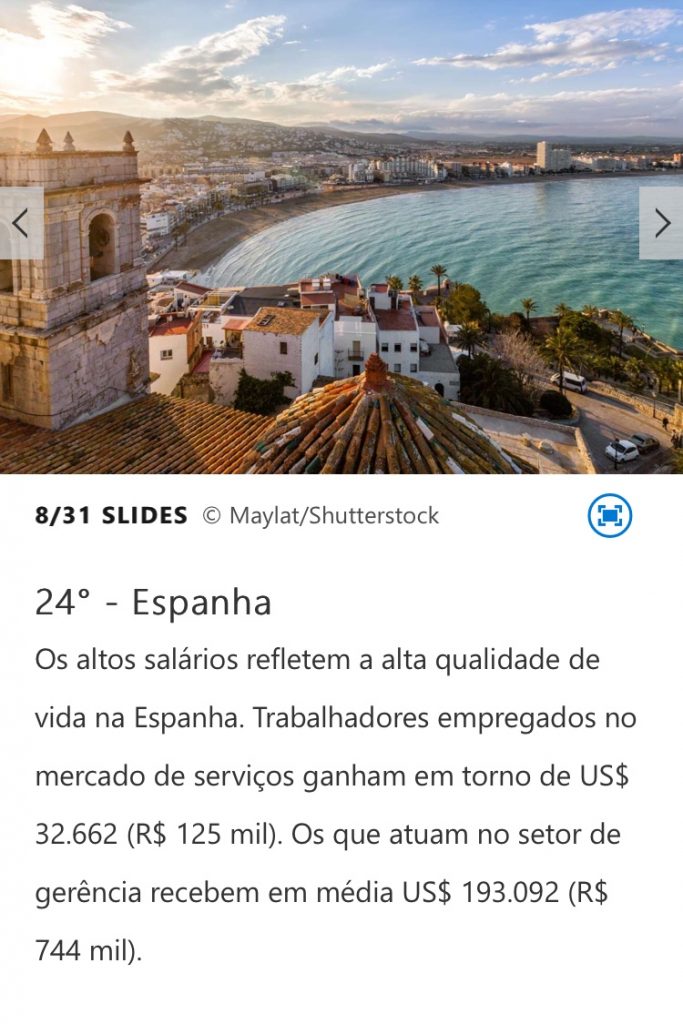 8/31 SLIDES © Maylat/Shutterstock
24° - Espanha
Os altos salários refletem a alta qualidade de
vida na Espanha. Trabalhadores empregados no
mercado de serviços ganham em torno de US$
32.662 (R$ 125 mil). Os que atuam no setor de
gerência recebem em média US$ 193.092 (R$
744 mil).